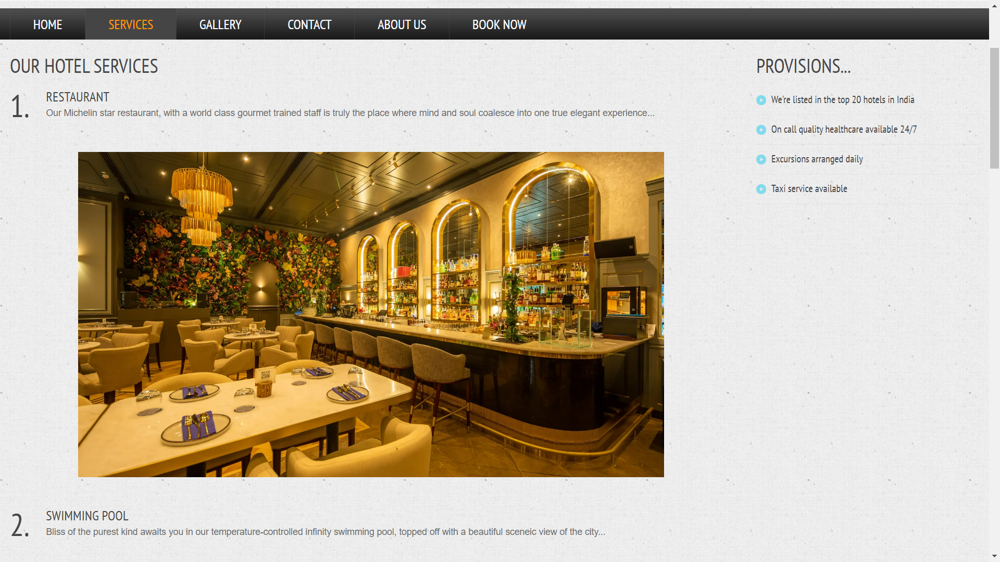 HOME SERVICES GALLERY CONTACT ABOUT US BOOK NOW
OUR HOTEL SERVICES
1. RESTAURANT
Our Michelin star restaurant, with a world class gourmet trained staff is truly the place where mind and soul coalesce into one true elegant experience...
2. SWIMMING POOL
Bliss of the purest kind awaits you in our temperature-controlled infinity swimming pool, topped off with a beautiful sceneic view of the city...
PROVISIONS...
We're listed in the top 20 hotels in India
On call quality healthcare available 24/7
Excursions arranged daily
Taxi service available